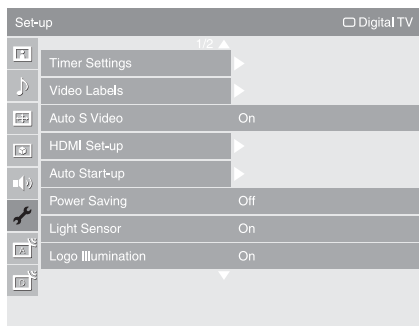 Set-up
Digital TV
1/2
Timer Settings
Video Labels
Auto S Video On
HDMI Set-up
Auto Start-up
Power Saving Off
Light Sensor On
Logo Illumination On
A
D